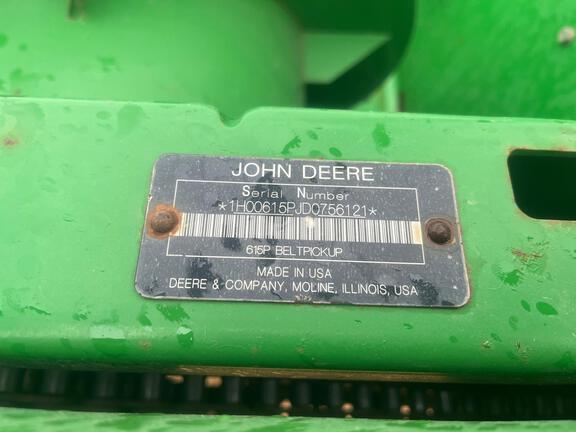 JOHN DEERE
Serial Number
*1H00615PJD0756121*
615P BELTPICKUP
MADE IN USA
DEERE & COMPANY, MOLINE, ILLINOIS, USA